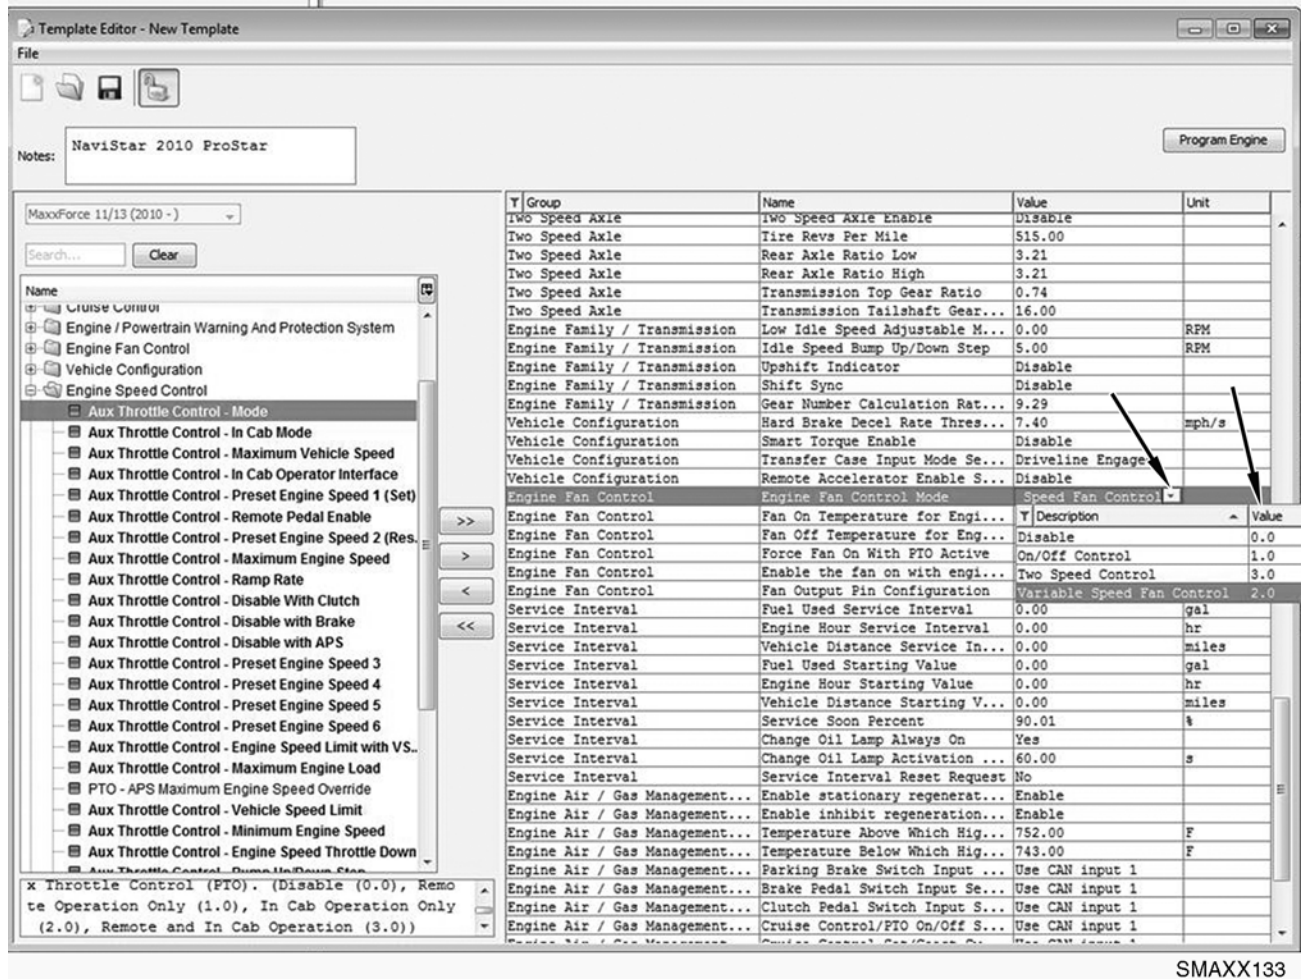 Template Editor - New Template
File
Notes:
NaviStar 2010 ProStar
Program Engine
MaxxForce 11/13 (2010 - )
Search...
Clear
Name
Cruise Control
Engine / Powertrain Warning And Protection System
Engine Fan Control
Vehicle Configuration
Engine Speed Control
Aux Throttle Control - Mode
Aux Throttle Control - In Cab Mode
Aux Throttle Control - Maximum Vehicle Speed
Aux Throttle Control - In Cab Operator Interface
Aux Throttle Control - Preset Engine Speed 1 (Set)
Aux Throttle Control - Remote Pedal Enable
Aux Throttle Control - Preset Engine Speed 2 (Res.
Aux Throttle Control - Maximum Engine Speed
Aux Throttle Control - Ramp Rate
Aux Throttle Control - Disable With Clutch
Aux Throttle Control - Disable with Brake
Aux Throttle Control - Disable with APS
Aux Throttle Control - Preset Engine Speed 3
Aux Throttle Control - Preset Engine Speed 4
Aux Throttle Control - Preset Engine Speed 5
Aux Throttle Control - Preset Engine Speed 6
Aux Throttle Control - Engine Speed Limit with VS..
Aux Throttle Control - Maximum Engine Load
PTO - APS Maximum Engine Speed Override
Aux Throttle Control - Vehicle Speed Limit
Aux Throttle Control - Minimum Engine Speed
Aux Throttle Control - Engine Speed Throttle Down
Aux Throttle Control - Bump Up/Down Step
x Throttle Control (PTO). (Disable (0.0), Remo
te Operation Only (1.0), In Cab Operation Only
(2.0), Remote and In Cab Operation (3.0))
>>
>
<
<<
T Group Name Value Unit
Two Speed Axle Two Speed Axle Enable Disable
Two Speed Axle Tire Revs Per Mile 515.00
Two Speed Axle Rear Axle Ratio Low 3.21
Two Speed Axle Rear Axle Ratio High 3.21
Two Speed Axle Transmission Top Gear Ratio 0.74
Two Speed Axle Transmission Tailshaft Gear... 16.00
Engine Family / Transmission Low Idle Speed Adjustable M... 0.00 RPM
Engine Family / Transmission Idle Speed Bump Up/Down Step 5.00 RPM
Engine Family / Transmission Upshift Indicator Disable
Engine Family / Transmission Shift Sync Disable
Engine Family / Transmission Gear Number Calculation Rat... 9.29
Vehicle Configuration Hard Brake Decel Rate Thres... 7.40 mph/s
Vehicle Configuration Smart Torque Enable Disable
Vehicle Configuration Transfer Case Input Mode Se... Driveline Engage
Vehicle Configuration Remote Accelerator Enable S... Disable
Engine Fan Control Engine Fan Control Mode Speed Fan Control
Engine Fan Control Fan On Temperature for Engi... T Description Value
Engine Fan Control Fan Off Temperature for Eng... Disable 0.0
Engine Fan Control Force Fan On With PTO Active On/Off Control 1.0
Engine Fan Control Enable the fan on with engi... Two Speed Control 3.0
Engine Fan Control Fan Output Pin Configuration Variable Speed Fan Control 2.0
Service Interval Fuel Used Service Interval 0.00 gal
Service Interval Engine Hour Service Interval 0.00 hr
Service Interval Vehicle Distance Service In... 0.00 miles
Service Interval Fuel Used Starting Value 0.00 gal
Service Interval Engine Hour Starting Value 0.00 hr
Service Interval Vehicle Distance Starting V... 0.00 miles
Service Interval Service Soon Percent 90.01 %
Service Interval Change Oil Lamp Always On Yes
Service Interval Change Oil Lamp Activation ... 60.00 s
Service Interval Service Interval Reset Request No
Engine Air / Gas Management... Enable stationary regenerat... Enable
Engine Air / Gas Management... Enable inhibit regeneration... Enable
Engine Air / Gas Management... Temperature Above Which Hig... 752.00 F
Engine Air / Gas Management... Temperature Below Which Hig... 743.00 F
Engine Air / Gas Management... Parking Brake Switch Input ... Use CAN input 1
Engine Air / Gas Management... Brake Pedal Switch Input Se... Use CAN input 1
Engine Air / Gas Management... Clutch Pedal Switch Input S... Use CAN input 1
Engine Air / Gas Management... Cruise Control/PTO On/Off S... Use CAN input 1
SMAXX133